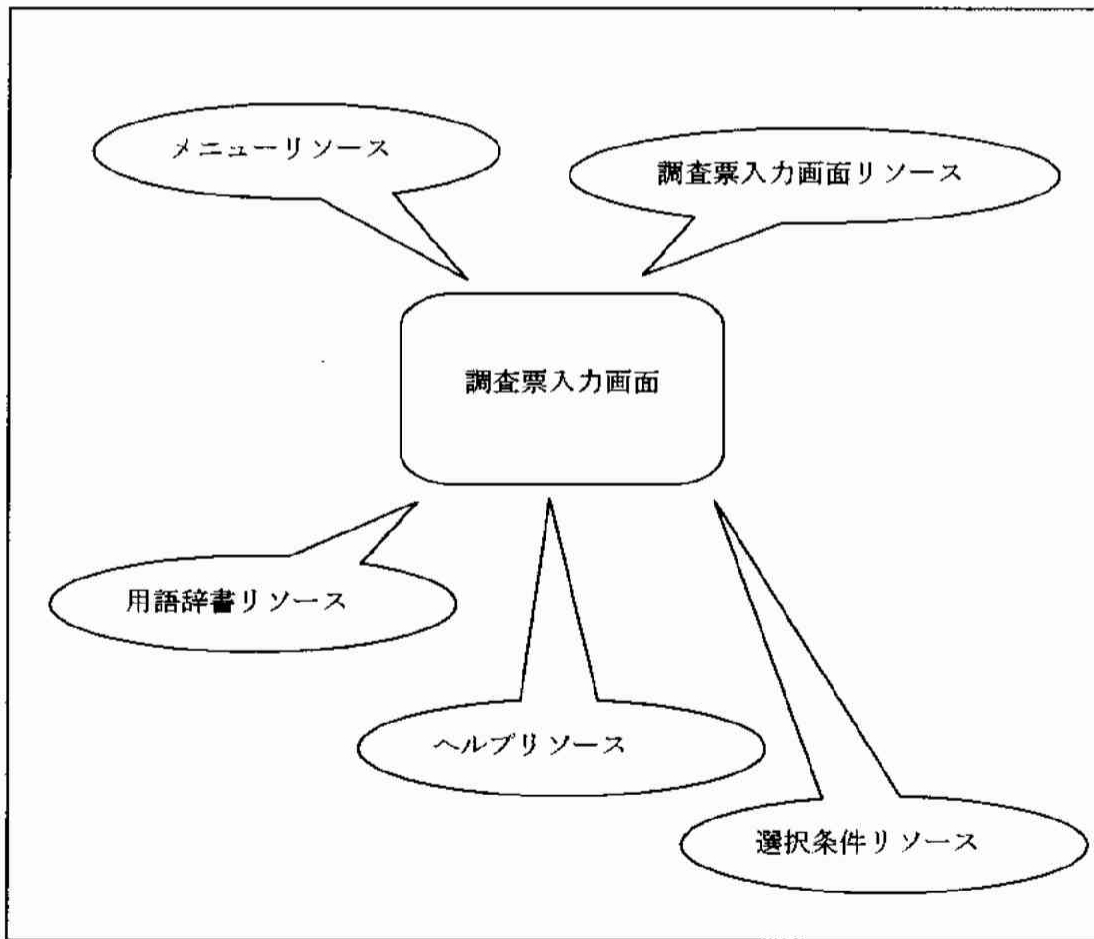 メニューリソース
調査票入力画面リソース
調査票入力画面
用語辞書リソース
ヘルプリソース
選択条件リソース